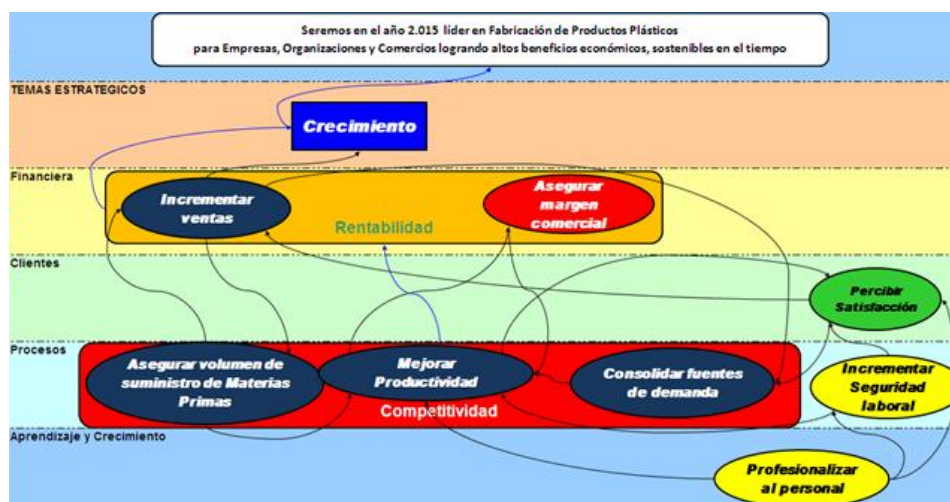 Seremos en el año 2.015 líder en Fabricación de Productos Plásticos
para Empresas, Organizaciones y Comercios logrando altos beneficios económicos, sostenibles en el tiempo
TEMAS ESTRATEGICOS
Crecimiento
Financiera
Incrementar
ventas
Asegurar
margen
comercial
Rentabilidad
Clientes
Percibir
Satisfacción
Procesos
Asegurar volumen de
suministro de Materias
Primas
Mejorar
Productividad
Consolidar fuentes
de demanda
Incrementar
Seguridad
laboral
Competitividad
Aprendizaje y Crecimiento
Profesionalizar
al personal